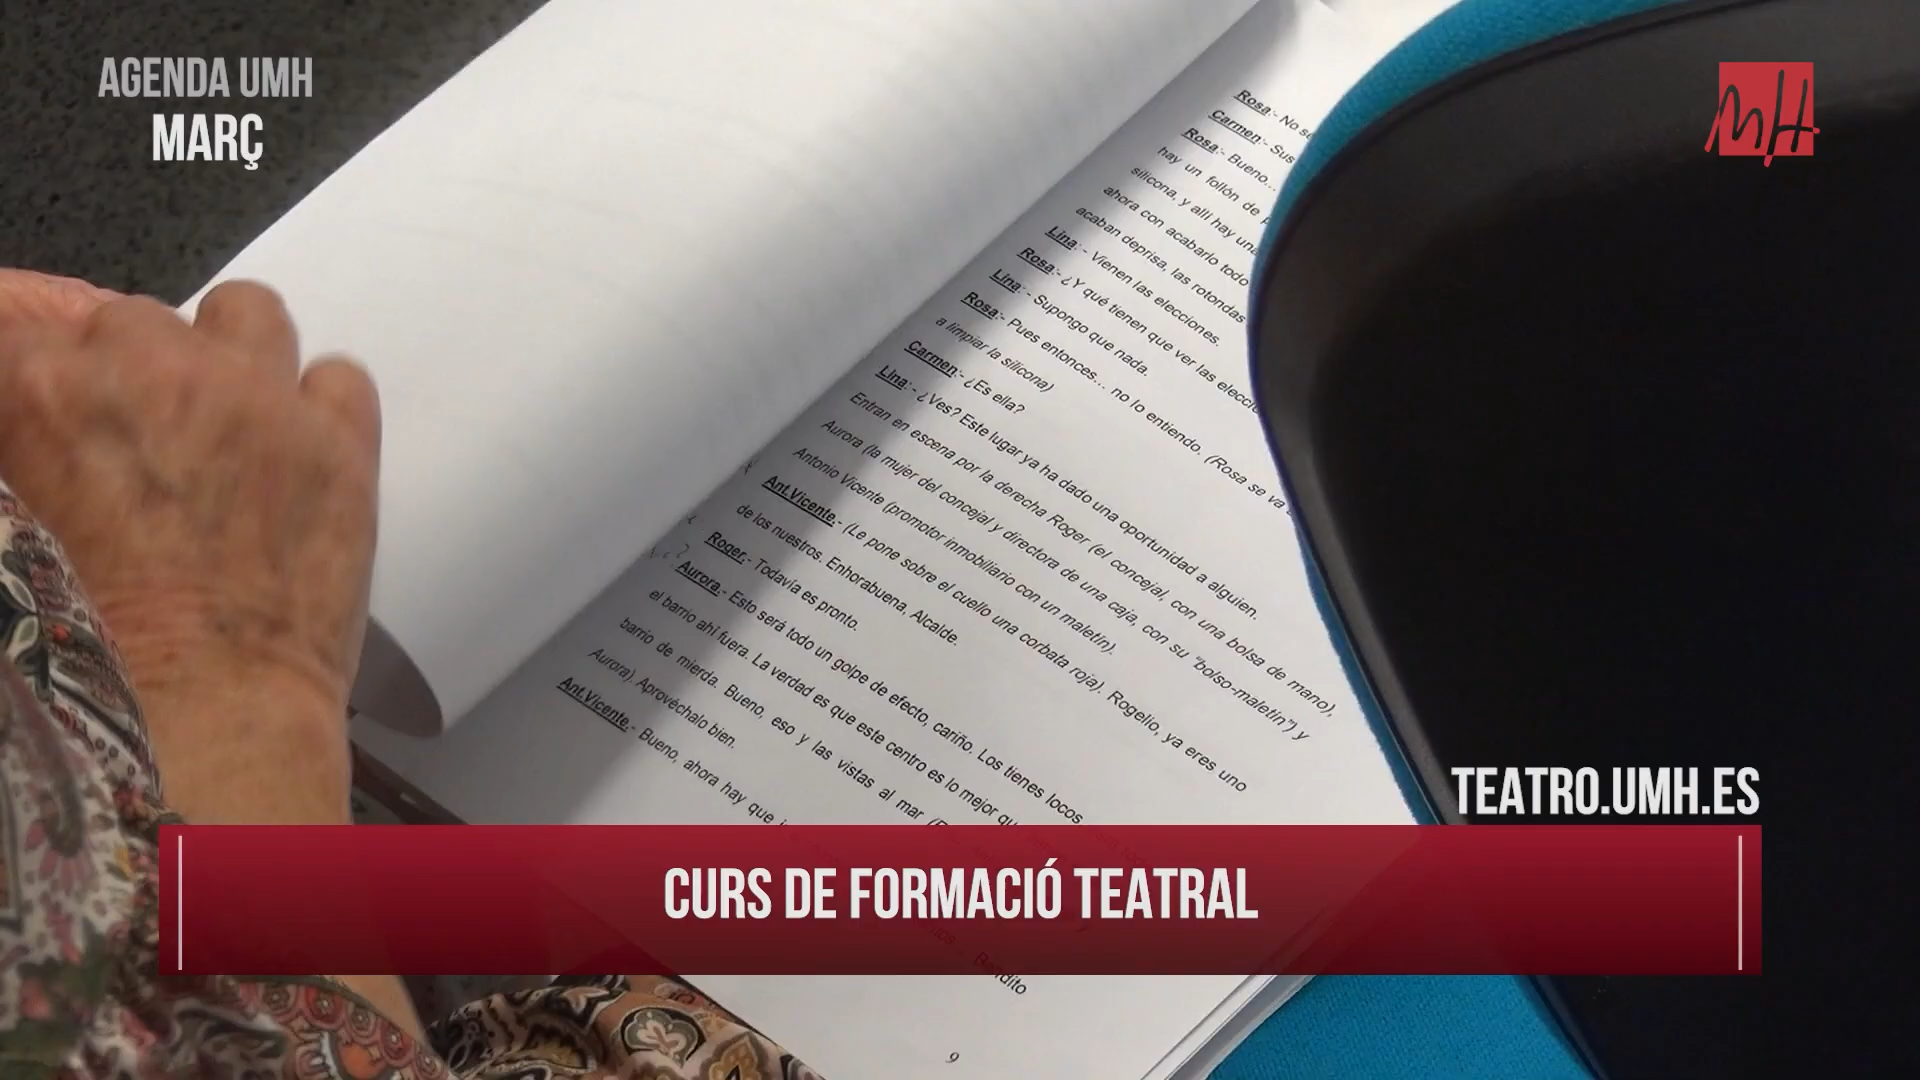 AGENDA UMH
MARÇ
MH
Rosa:- No
Carmen:- Sus
Rosa:- Bueno...
hay un follón de
silicona, y allí hay una
ahora con acabarlo todo
acaban deprisa, las rotondas
Lina: - Vienen las elecciones.
Rosa:- ¿Y qué tienen que ver las
Lina: - Supongo que nada.
Rosa:- Pues entonces... no lo entiendo. (Rosa se va
a limpiar la silicona)
Carmen:- ¿Es ella?
Lina: - ¿Ves? Este lugar ya ha dado una oportunidad a alguien.
Entran en escena por la derecha Roger (el concejal, con una bolsa de mano),
Aurora (la mujer del concejal y directora de una caja, con su "bolso-maletín") y
Antonio Vicente (promotor inmobiliario con un maletín).
Ant.Vicente.- (Le pone sobre el cuello una corbata roja). Rogelio, ya eres uno
de los nuestros. Enhorabuena, Alcalde.
Roger.- Todavía es pronto.
Aurora.- Esto será todo un golpe de efecto, cariño. Los tienes locos,
el barrio ahí fuera. La verdad es que este centro es lo mejor
barrio de mierda. Bueno, eso y las vistas al mar
Aurora). Aprovéchalo bien.
Ant.Vicente.- Bueno, ahora hay que
TEATRO.UMH.ES
CURS DE FORMACIÓ TEATRAL
9